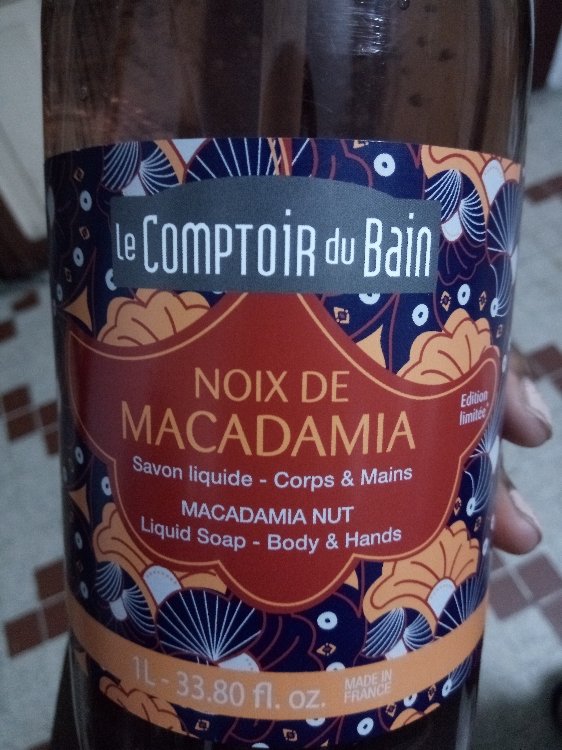 Le Comptoir du Bain
NOIX DE
MACADAMIA
Edition
limitée*
Savon liquide - Corps & Mains
MACADAMIA NUT
Liquid Soap - Body & Hands
1L - 33.80 fl. oz.
MADE IN
FRANCE